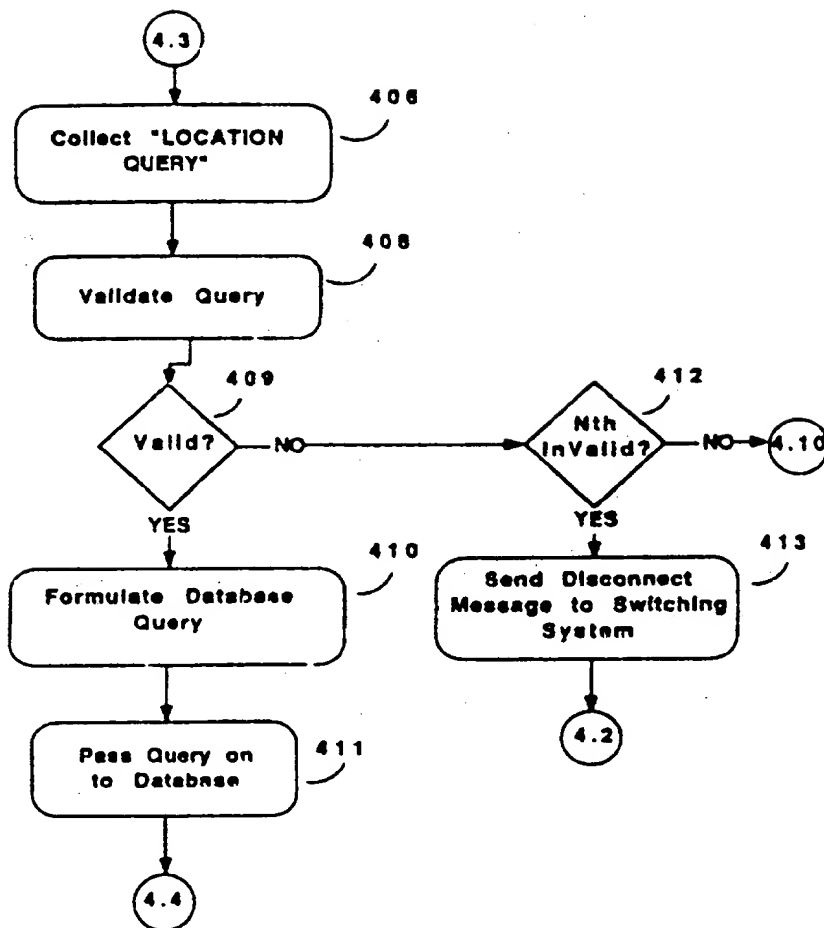 4.3
406
Collect "LOCATION
QUERY"
408
Validate Query
409
Valid?
NO
412
Nth
InValid?
NO
4.10
YES
YES
410
Formulate Database
Query
413
Send Disconnect
Message to Switching
System
411
Pass Query on
to Database
4.2
4.4